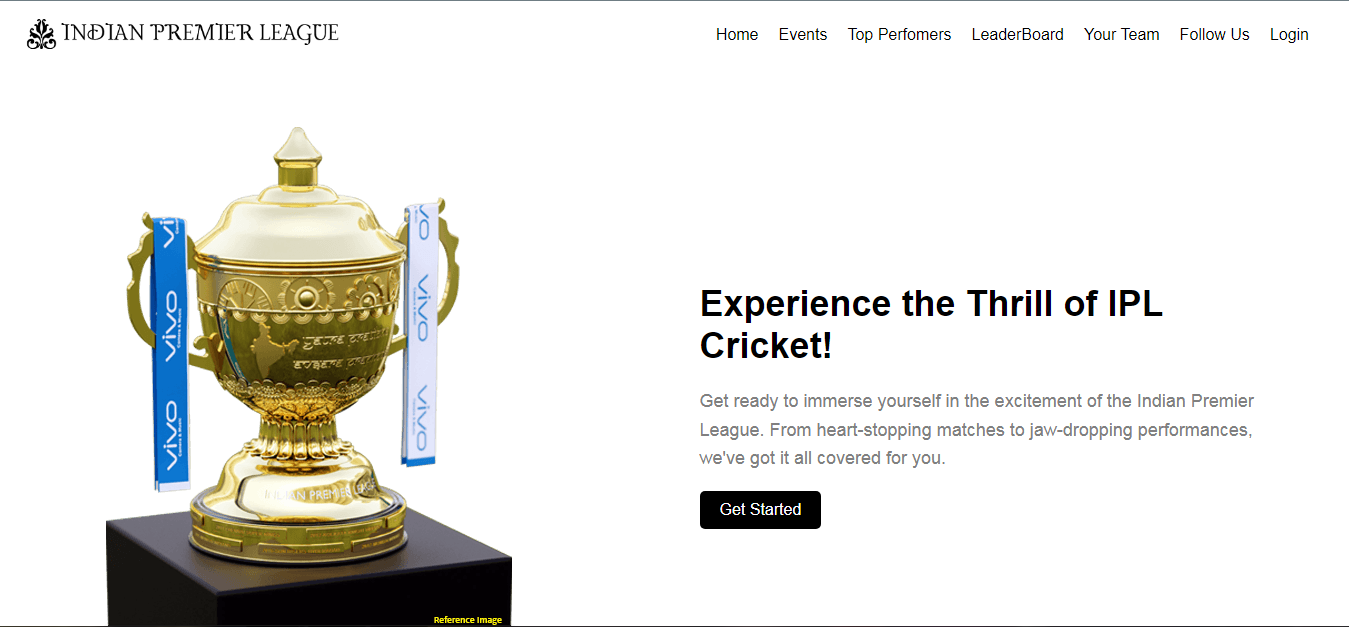 INDIAN PREMIER LEAGUE
Home Events Top Perfomers LeaderBoard Your Team Follow Us Login
vivo
vivo
vivo
vivo
vivo
vivo
INDIAN PREMIER LEAGUE
Experience the Thrill of IPL
Cricket!
Get ready to immerse yourself in the excitement of the Indian Premier
League. From heart-stopping matches to jaw-dropping performances,
we've got it all covered for you.
Get Started
Reference Image